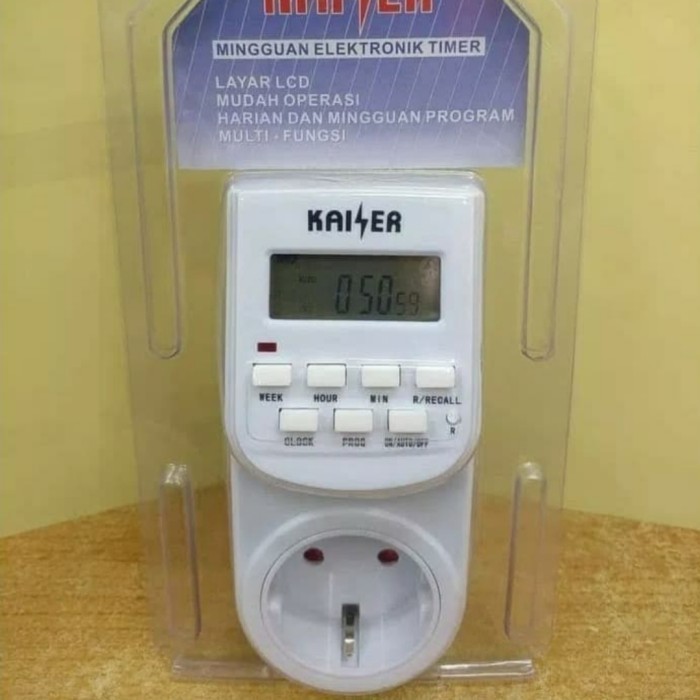 KAISER
MINGGUAN ELEKTRONIK TIMER
LAYAR LCD
MUDAH OPERASI
HARIAN DAN MINGGUAN PROGRAM
MULTI - FUNGSI
KAISER
0:50 59
WEEK HOUR MIN R/RECALL
CLOCK PROG ON/AUTO/OFF R